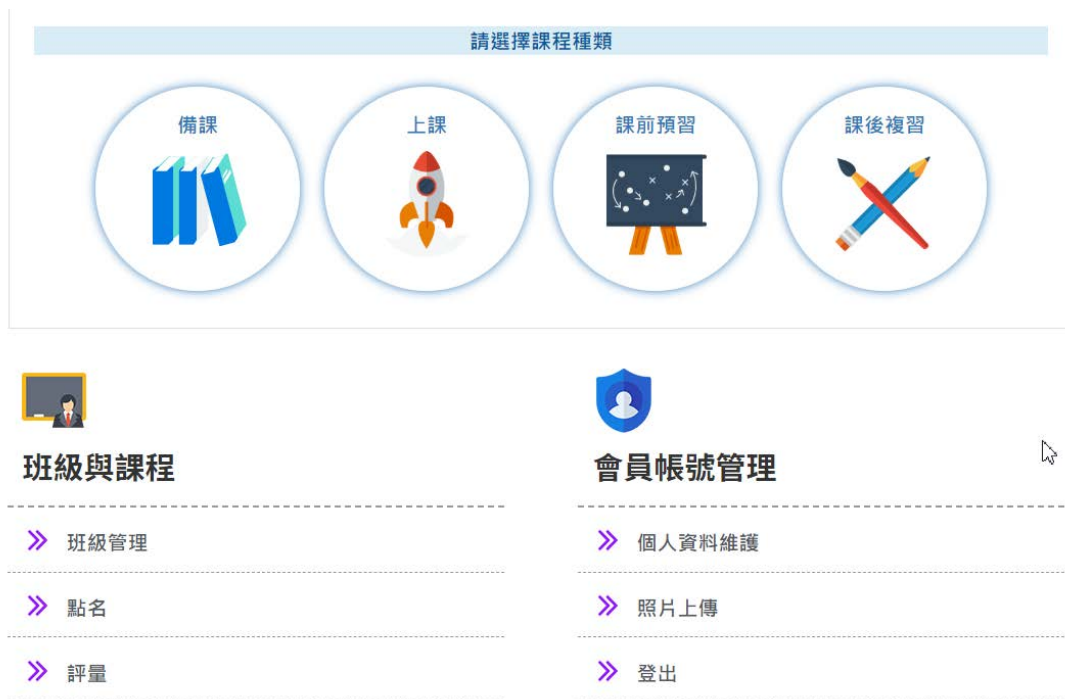 請選擇課程種類
備課
上課
課前預習
課後複習
班級與課程
班級管理
點名
評量
會員帳號管理
個人資料維護
照片上傳
登出